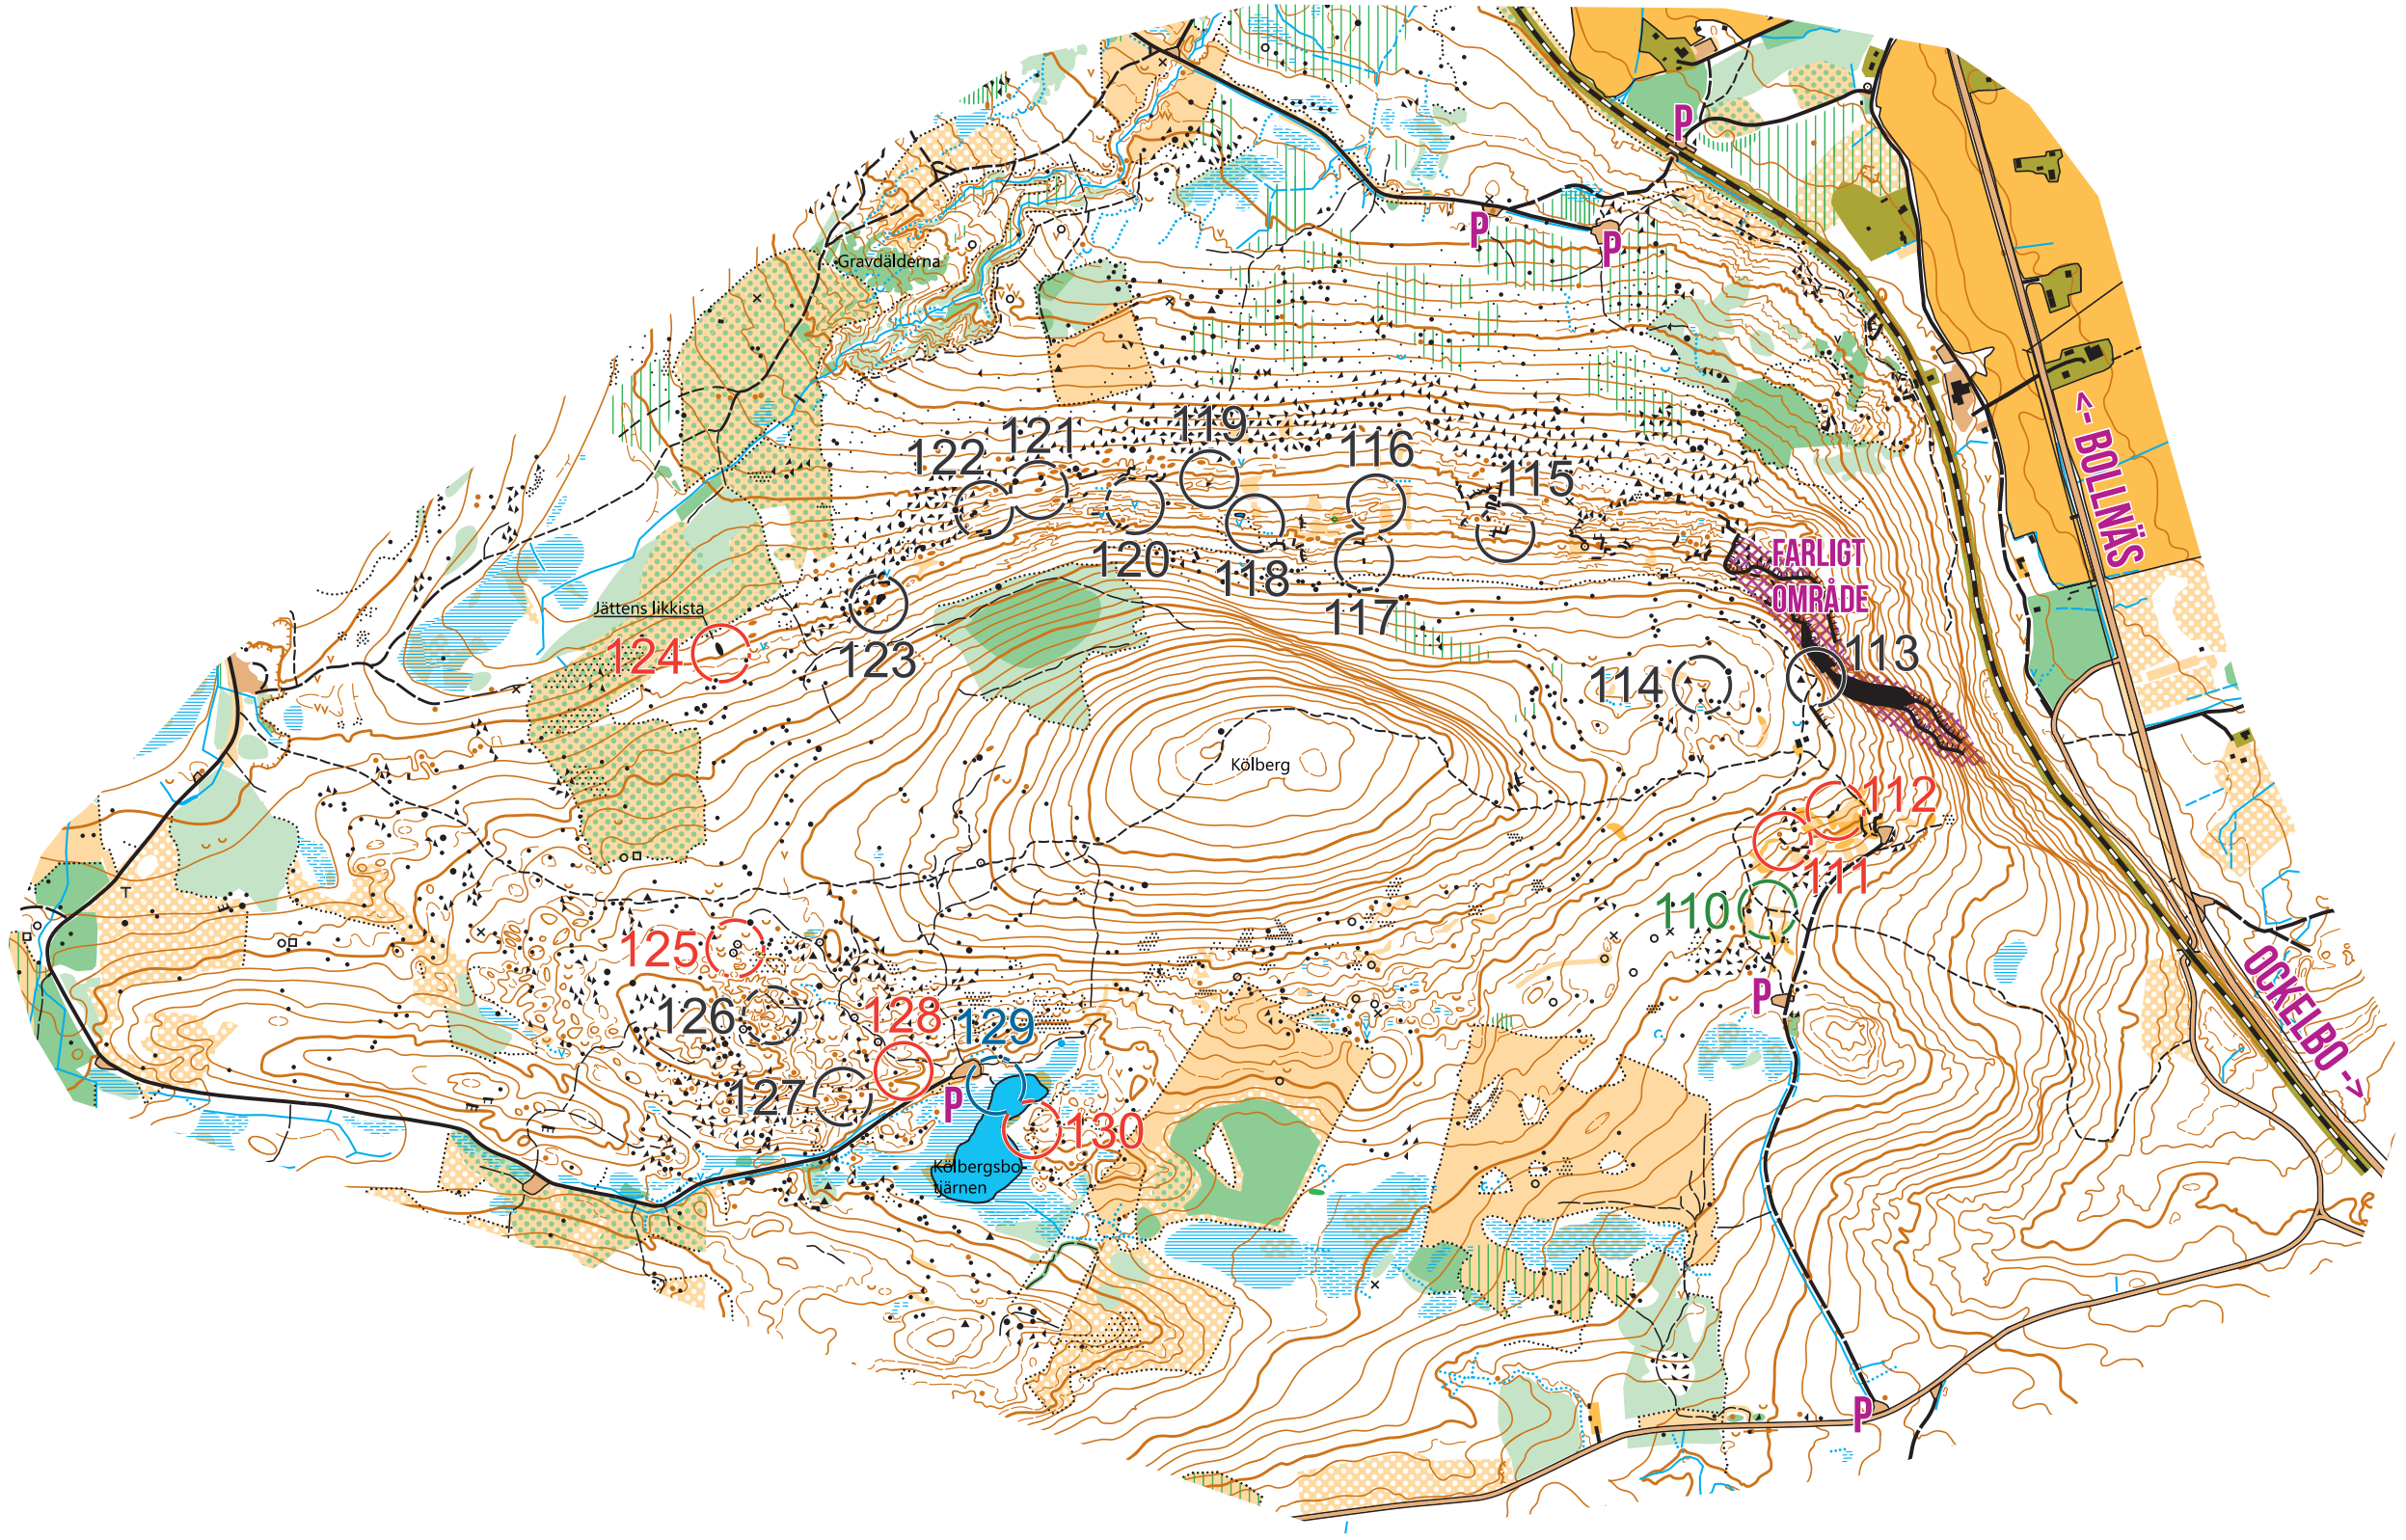 P
P
P
Gravdälderna
<- BOLLNÄS
119
121
116
122
115
120
118
FARLIGT
OMRÅDE
117
Jättens likkista
124
123
113
114
Kölberg
112
111
110
125
P
OCKELBO ->
126
128
129
127
P
130
Kölbergsbo-
tjärnen
P